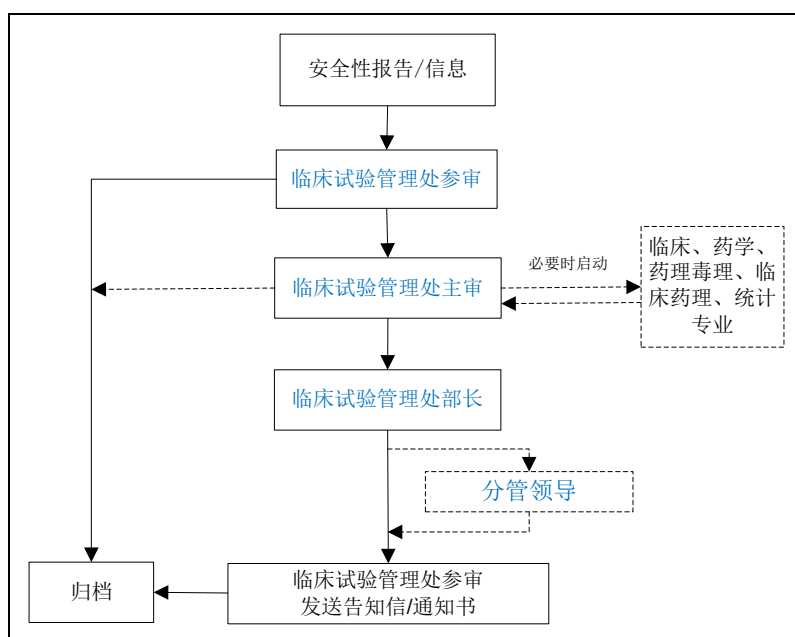 安全性报告/信息
临床试验管理处参审
临床试验管理处主审
必要时启动
临床、药学、
药理毒理、临
床药理、统计
专业
临床试验管理处部长
分管领导
归档
临床试验管理处参审
发送告知信/通知书